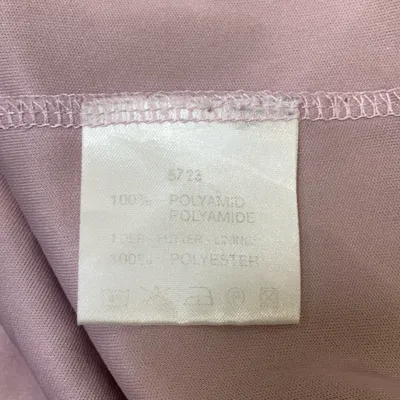 5723
100% POLYAMID
POLYAMIDE
FUTTER - LINING
100% POLYESTER